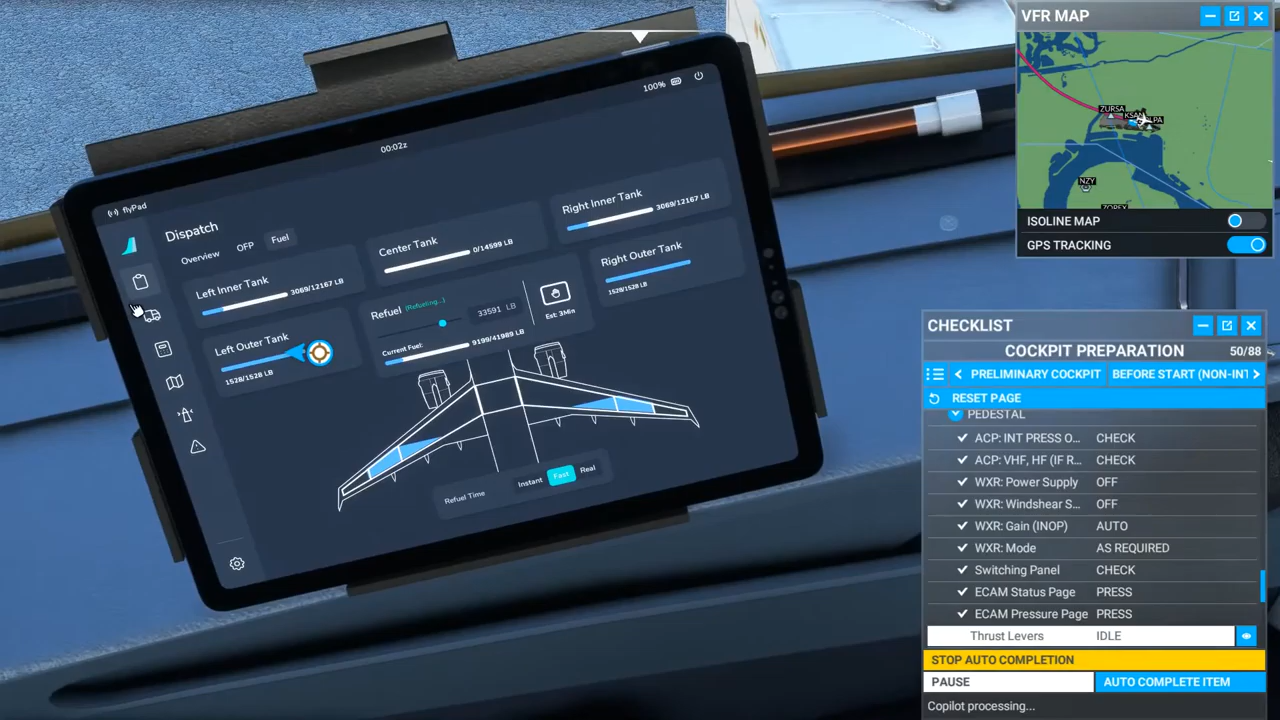 100%
00:02z
flyPad
Dispatch
Overview
OFP
Fuel
Left Inner Tank
3069/12167 LB
Center Tank
0/14599 LB
Right Inner Tank
3069/12167 LB
Left Outer Tank
1528/1528 LB
Refuel (Refueling...)
33591 LB
Current Fuel:
9199/41989 LB
Est: 3Min
Right Outer Tank
1528/1528 LB
Refuel Time
Instant
Fast
Real
VFR MAP
ZURSA
NZY
ISOLINE MAP
GPS TRACKING
CHECKLIST
COCKPIT PREPARATION 50/88
PRELIMINARY COCKPIT
BEFORE START (NON-INT
RESET PAGE
PEDESTAL
ACP: INT PRESS O... CHECK
ACP: VHF, HF (IF R... CHECK
WXR: Power Supply OFF
WXR: Windshear S... OFF
WXR: Gain (INOP) AUTO
WXR: Mode AS REQUIRED
Switching Panel CHECK
ECAM Status Page PRESS
ECAM Pressure Page PRESS
Thrust Levers IDLE
STOP AUTO COMPLETION
PAUSE
AUTO COMPLETE ITEM
Copilot processing...